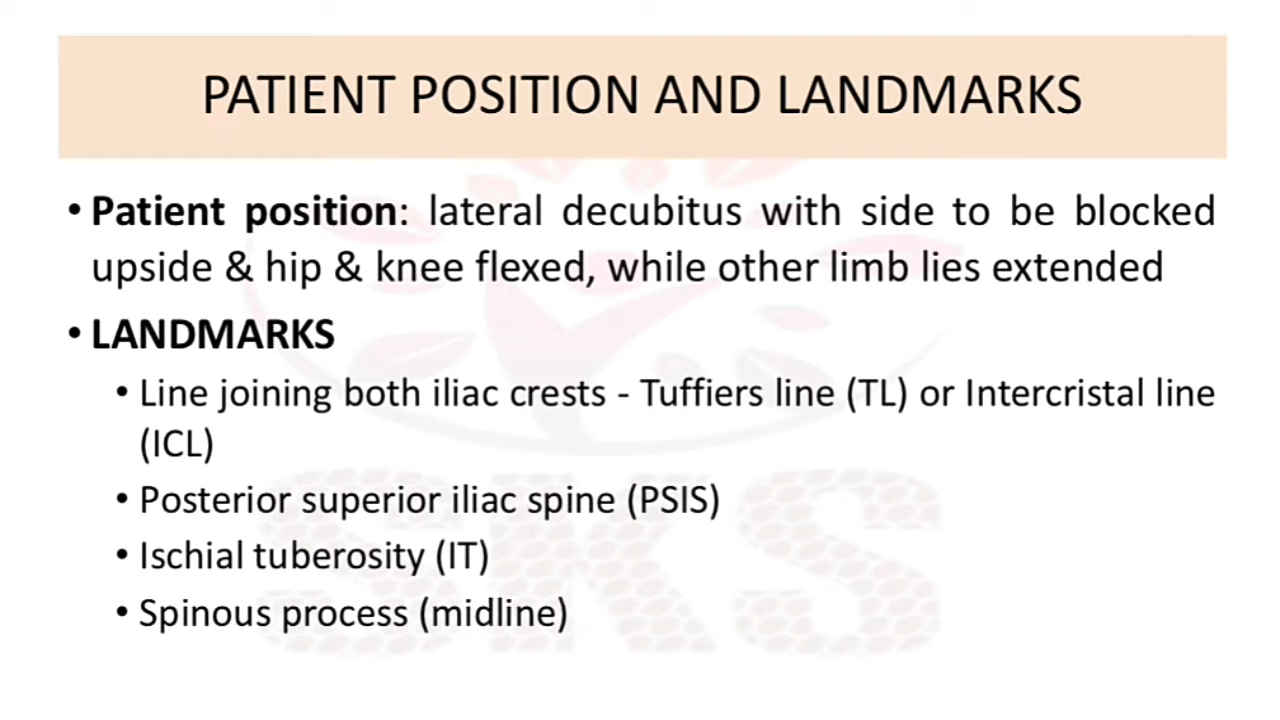 PATIENT POSITION AND LANDMARKS
• Patient position: lateral decubitus with side to be blocked
upside & hip & knee flexed, while other limb lies extended
• LANDMARKS
• Line joining both iliac crests - Tuffiers line (TL) or Intercristal line
(ICL)
• Posterior superior iliac spine (PSIS)
• Ischial tuberosity (IT)
• Spinous process (midline)
SKS